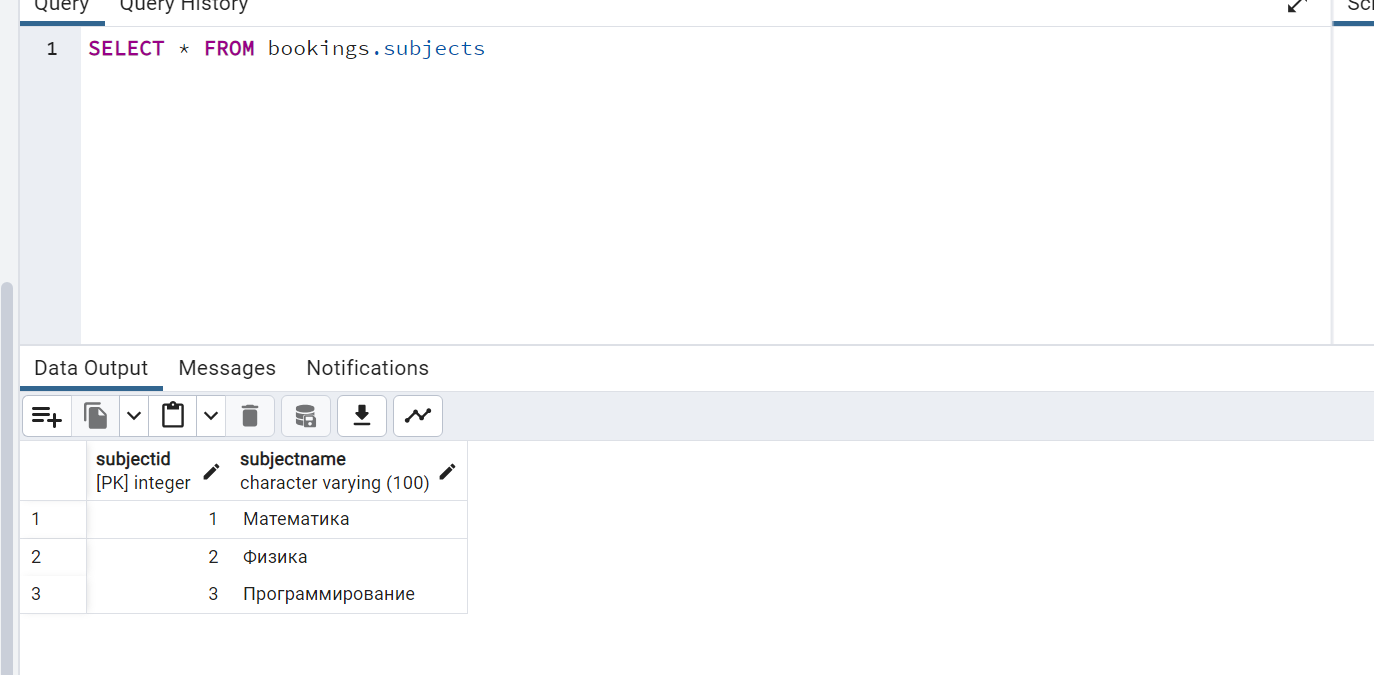 Query Query History
1 SELECT * FROM bookings.subjects
Data Output Messages Notifications
subjectid subjectname
[PK] integer character varying (100)
1 1 Математика
2 2 Физика
3 3 Программирование